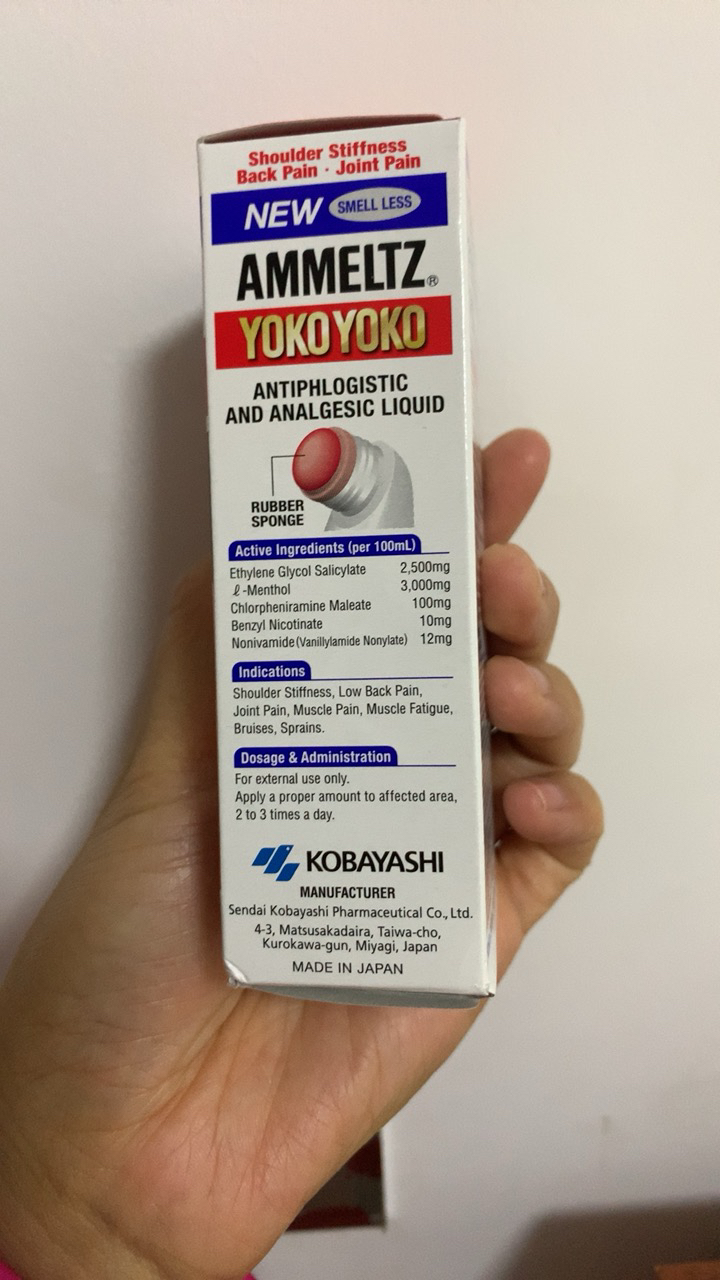 Shoulder Stiffness
Back Pain · Joint Pain
NEW SMELL LESS
AMMELTZ®
YOKOYOKO
ANTIPHLOGISTIC
AND ANALGESIC LIQUID
RUBBER
SPONGE
Active Ingredients (per 100mL)
Ethylene Glycol Salicylate 2,500mg
ℓ-Menthol 3,000mg
Chlorpheniramine Maleate 100mg
Benzyl Nicotinate 10mg
Nonivamide (Vanillylamide Nonylate) 12mg
Indications
Shoulder Stiffness, Low Back Pain,
Joint Pain, Muscle Pain, Muscle Fatigue,
Bruises, Sprains.
Dosage & Administration
For external use only.
Apply a proper amount to affected area,
2 to 3 times a day.
KOBAYASHI
MANUFACTURER
Sendai Kobayashi Pharmaceutical Co., Ltd.
4-3, Matsusakadaira, Taiwa-cho,
Kurokawa-gun, Miyagi, Japan
MADE IN JAPAN